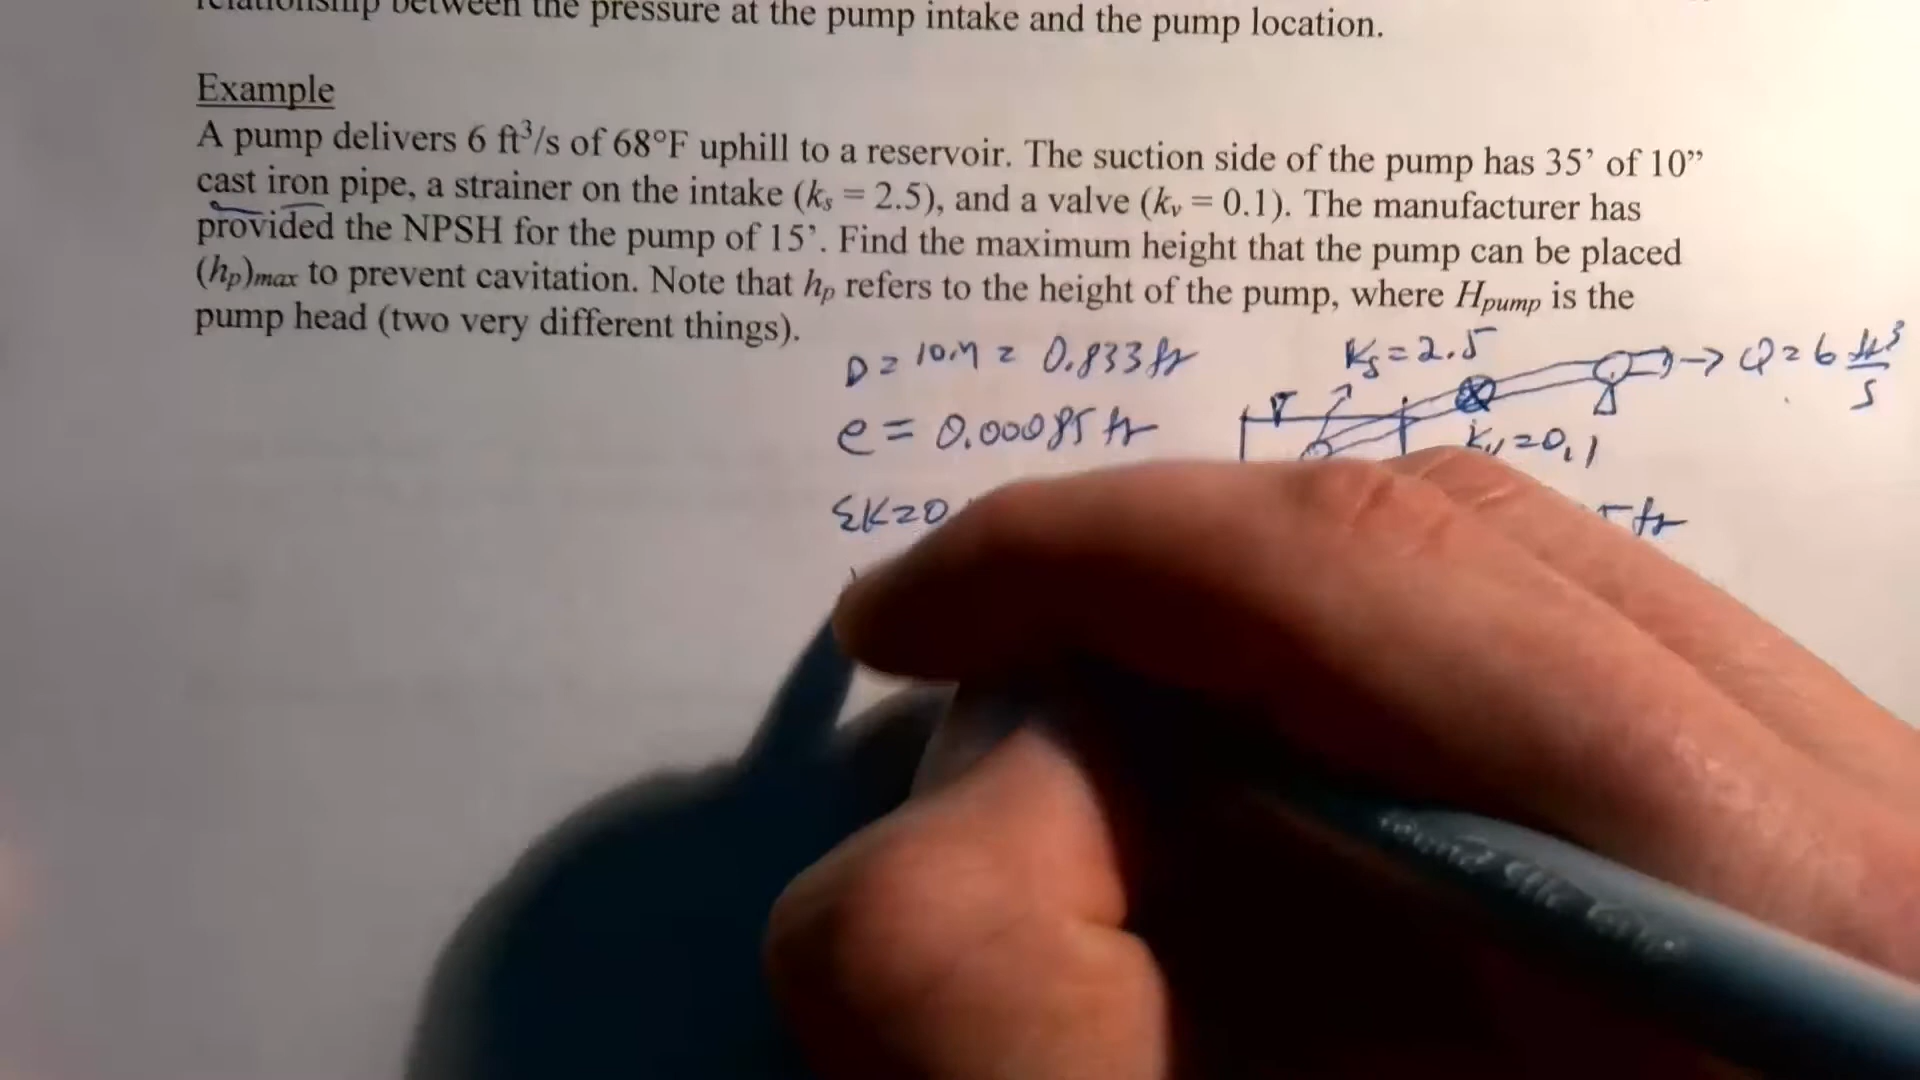 relationship between the pressure at the pump intake and the pump location.
Example
A pump delivers 6 ft³/s of 68°F uphill to a reservoir. The suction side of the pump has 35’ of 10”
cast iron pipe, a strainer on the intake (kₛ = 2.5), and a valve (kᵥ = 0.1). The manufacturer has
provided the NPSH for the pump of 15’. Find the maximum height that the pump can be placed
(hₚ)ₘₐₓ to prevent cavitation. Note that hₚ refers to the height of the pump, where Hpump is the
pump head (two very different things).
D = 10in = 0.833 ft
Ks = 2.5
→ Q = 6 ft³/s
e = 0.00085 ft
Kv = 0.1
ΣK = 0
ft